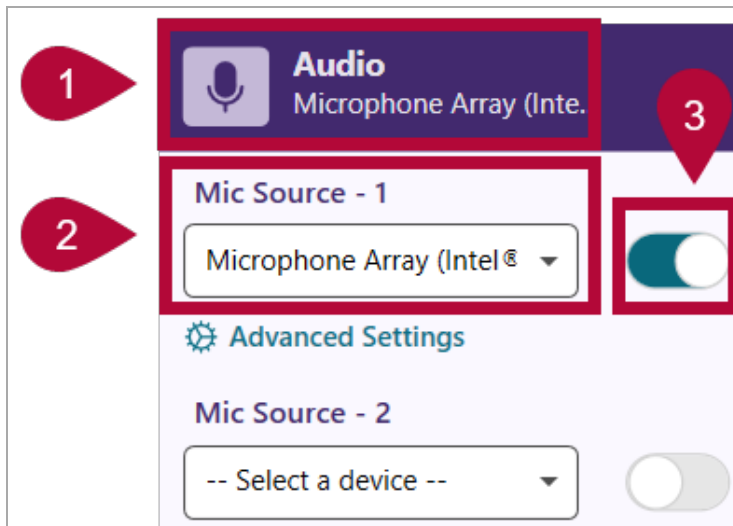 1
Audio
Microphone Array (Inte.
3
Mic Source - 1
2
Microphone Array (Intel®
Advanced Settings
Mic Source - 2
-- Select a device --